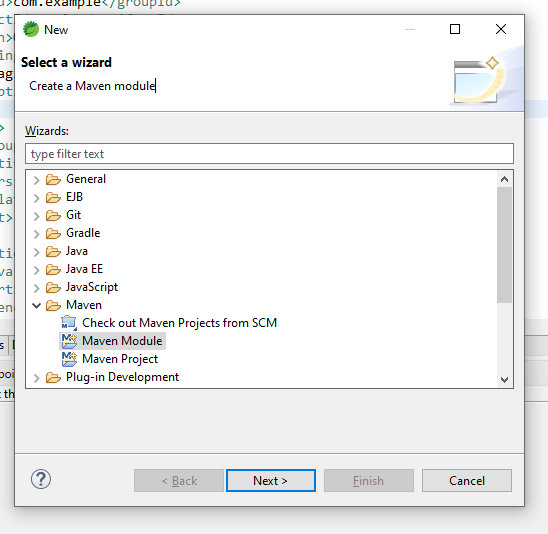 d>com.example</groupId>
New
Select a wizard
Create a Maven module
Wizards:
type filter text
General
EJB
Git
Gradle
Java
Java EE
JavaScript
Maven
Check out Maven Projects from SCM
Maven Module
Maven Project
Plug-in Development
? < Back Next > Finish Cancel